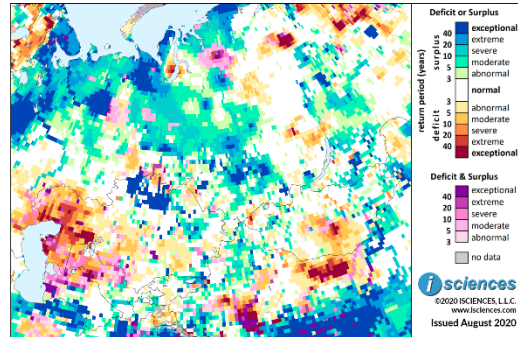 Deficit or Surplus
exceptional
40
extreme
20
severe
10
moderate
5
abnormal
3
normal
3
abnormal
5
moderate
10
severe
20
extreme
40
exceptional
return period (years)
surplus
deficit
Deficit & Surplus
exceptional
40
extreme
20
severe
10
moderate
5
abnormal
3
no data
isciences
©2020 ISCIENCES, L.L.C.
www.isciences.com
Issued August 2020